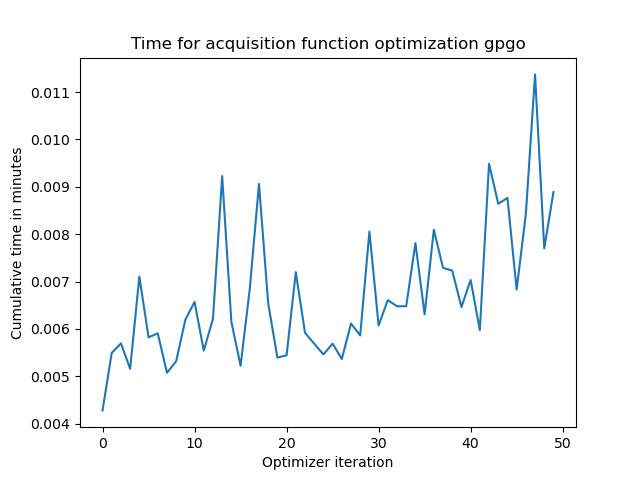 Time for acquisition function optimization gpgo
Cumulative time in minutes
0.011
0.010
0.009
0.008
0.007
0.006
0.005
0.004
0 10 20 30 40 50
Optimizer iteration